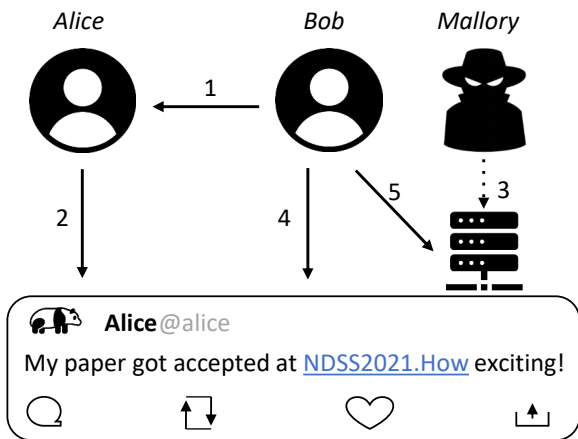 Alice Bob Mallory
1
2 4 5 3
Alice@alice
My paper got accepted at NDSS2021.How exciting!